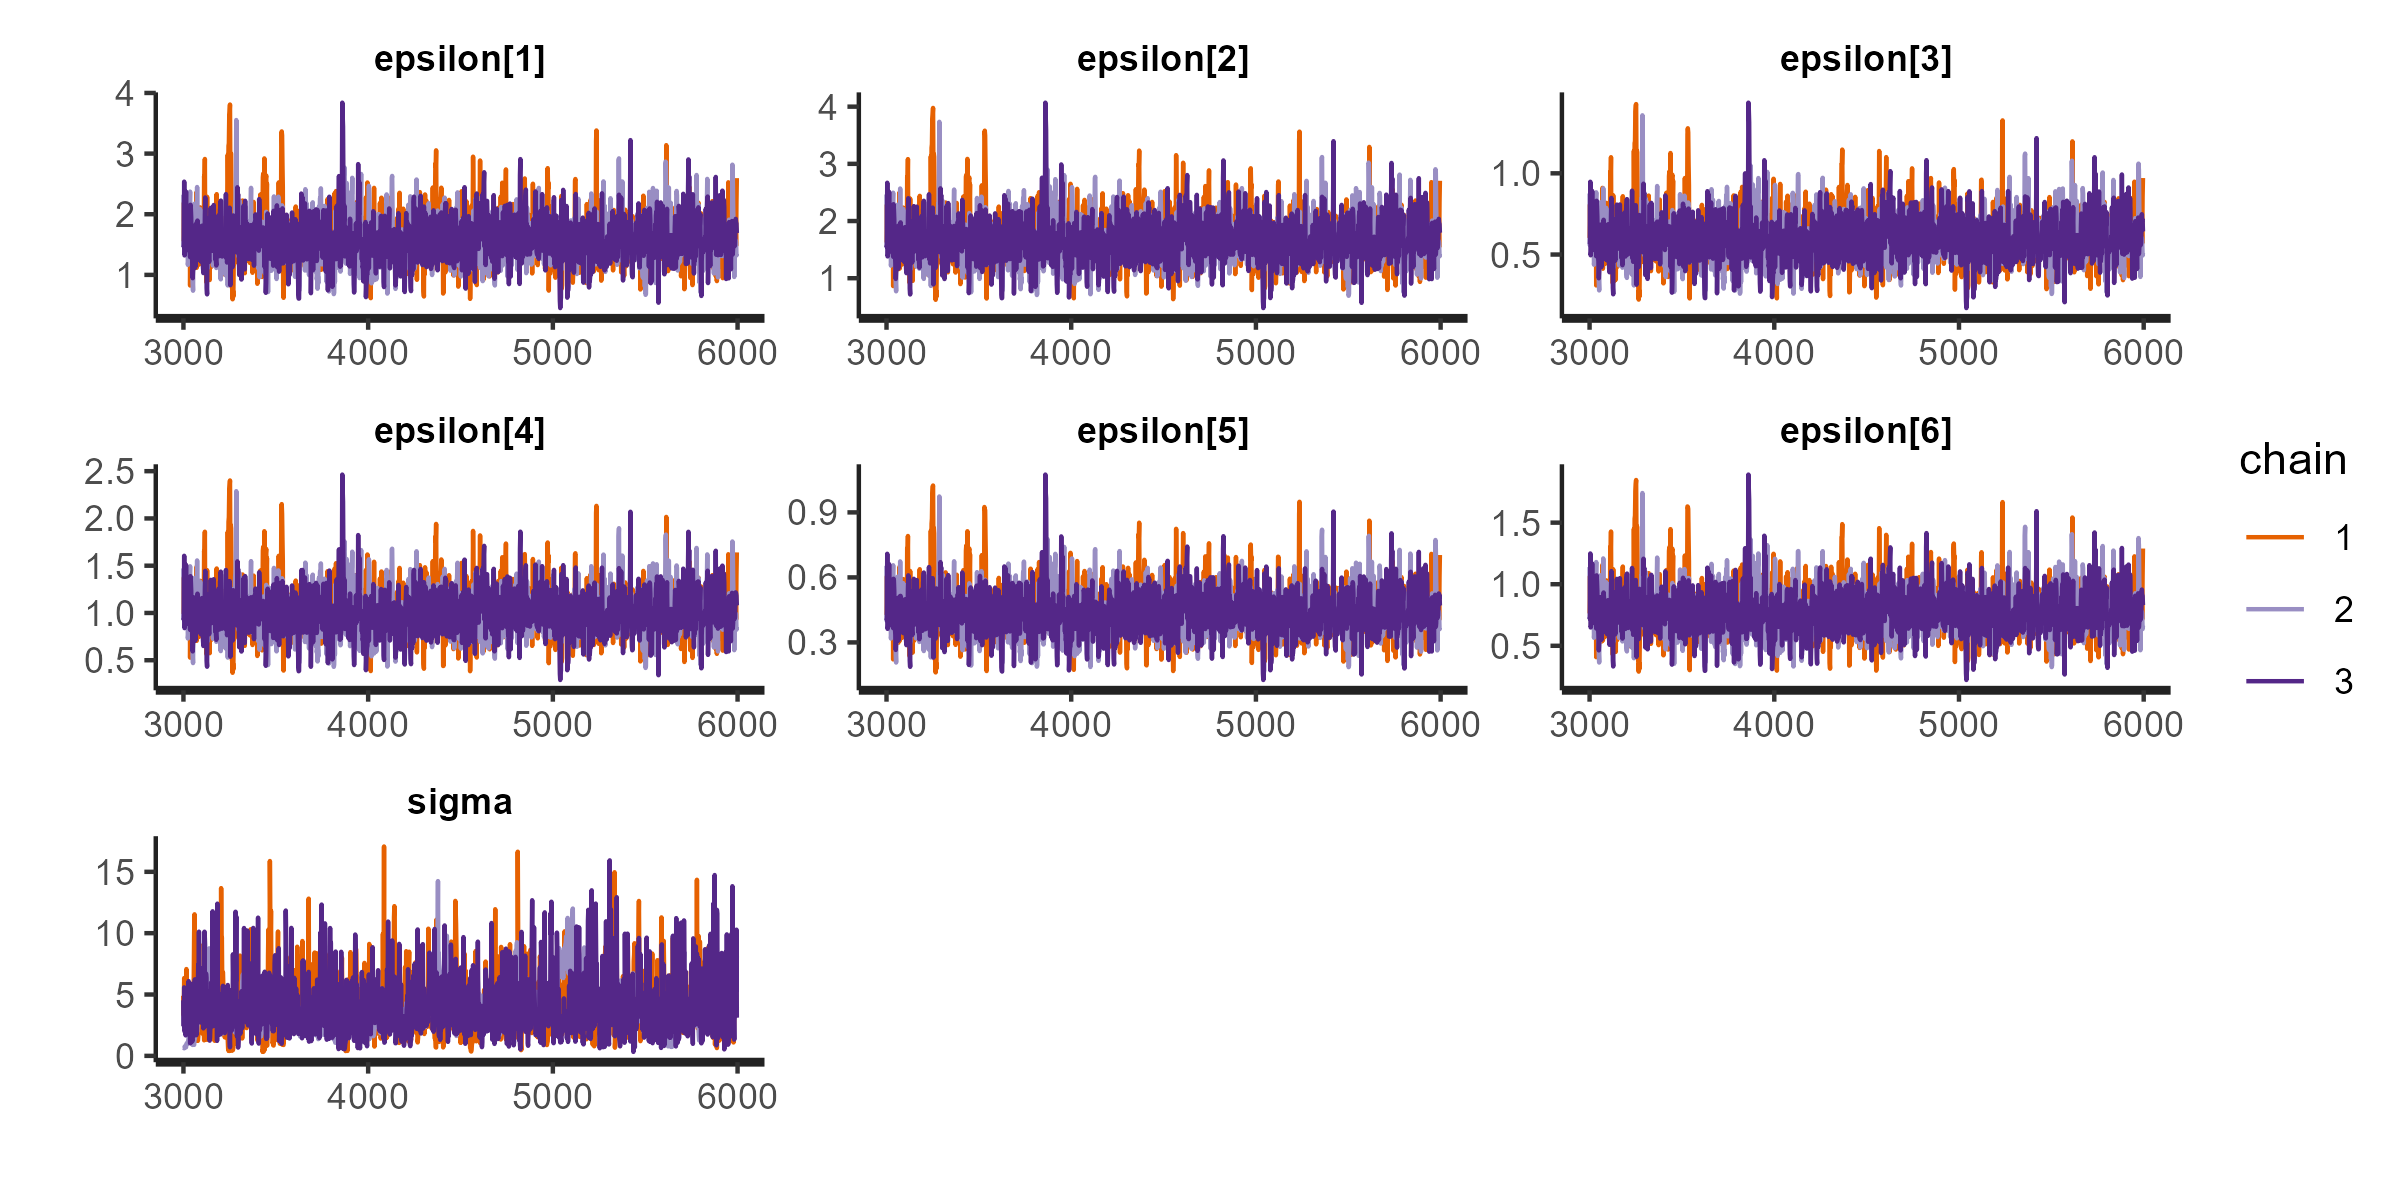 epsilon[1] epsilon[2] epsilon[3]
4 4
3 3 1.0
2 2
1 1 0.5
3000 4000 5000 6000 3000 4000 5000 6000 3000 4000 5000 6000
epsilon[4] epsilon[5] epsilon[6]
2.5
2.0 0.9 1.5
1.5 0.6 1.0
1.0
0.5 0.3 0.5
3000 4000 5000 6000 3000 4000 5000 6000 3000 4000 5000 6000
chain
1
2
3
sigma
15
10
5
0
3000 4000 5000 6000